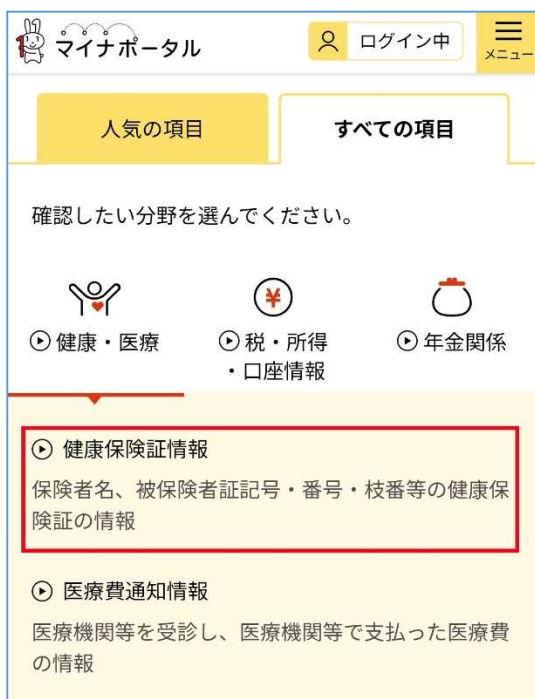 マイナポータル
ログイン中
メニュー
人気の項目
すべての項目
確認したい分野を選んでください。
健康・医療
税・所得
・口座情報
年金関係
健康保険証情報
保険者名、被保険者証記号・番号・枝番等の健康保
険証の情報
医療費通知情報
医療機関等を受診し、医療機関等で支払った医療費
の情報